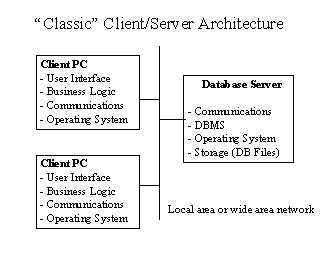 “Classic” Client/Server Architecture
Client PC
- User Interface
- Business Logic
- Communications
- Operating System
Database Server
- Communications
- DBMS
- Operating System
- Storage (DB Files)
Client PC
- User Interface
- Business Logic
- Communications
- Operating System
Local area or wide area network